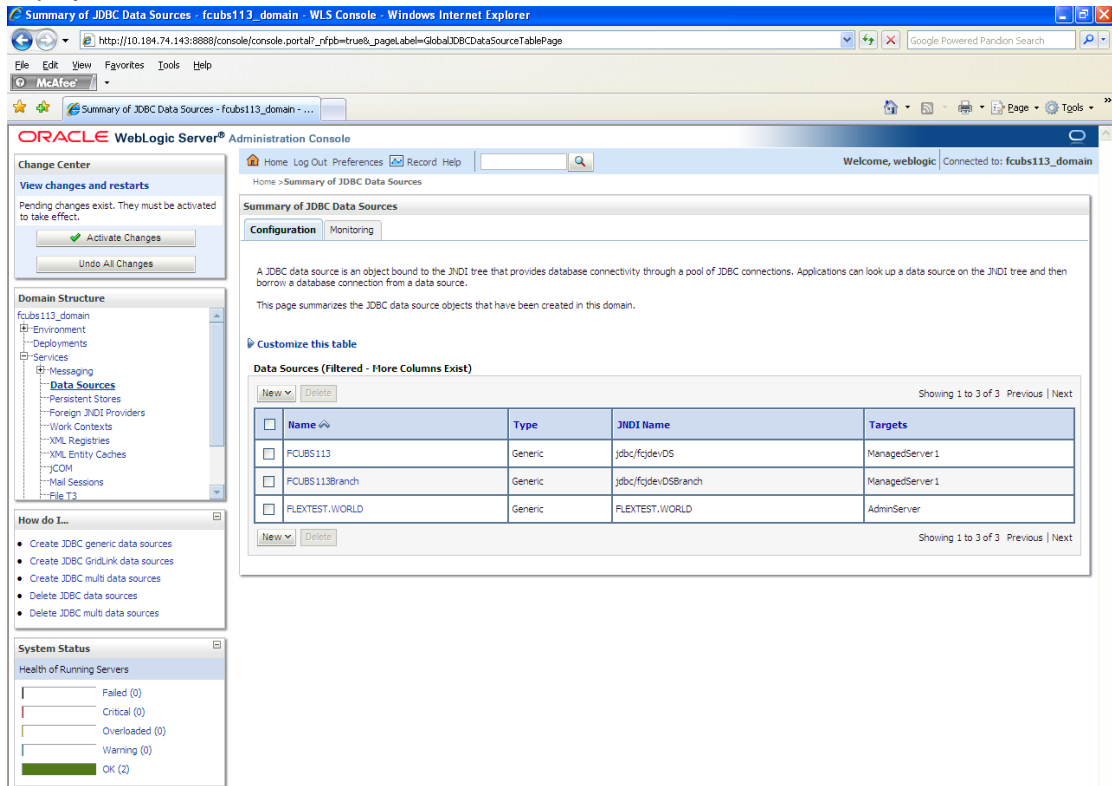 Summary of JDBC Data Sources - fcubs113_domain - WLS Console - Windows Internet Explorer
http://10.184.74.143:8888/console/console.portal?_nfpb=true&_pageLabel=GlobalJDBCDataSourceTablePage
Google Powered Pandion Search
File Edit View Favorites Tools Help
McAfee
Summary of JDBC Data Sources - fcubs113_domain - ...
Page Tools
ORACLE WebLogic Server® Administration Console
Change Center
View changes and restarts
Pending changes exist. They must be activated
to take effect.
Activate Changes
Undo All Changes
Domain Structure
fcubs113_domain
Environment
Deployments
Services
Messaging
Data Sources
Persistent Stores
Foreign JNDI Providers
Work Contexts
XML Registries
XML Entity Caches
jCOM
Mail Sessions
File T3
How do I...
Create JDBC generic data sources
Create JDBC GridLink data sources
Create JDBC multi data sources
Delete JDBC data sources
Delete JDBC multi data sources
System Status
Health of Running Servers
Failed (0)
Critical (0)
Overloaded (0)
Warning (0)
OK (2)
Home Log Out Preferences Record Help
Welcome, weblogic Connected to: fcubs113_domain
Home >Summary of JDBC Data Sources
Summary of JDBC Data Sources
Configuration Monitoring
A JDBC data source is an object bound to the JNDI tree that provides database connectivity through a pool of JDBC connections. Applications can look up a data source on the JNDI tree and then
borrow a database connection from a data source.
This page summarizes the JDBC data source objects that have been created in this domain.
Customize this table
Data Sources (Filtered - More Columns Exist)
New Delete Showing 1 to 3 of 3 Previous | Next
Name Type JNDI Name Targets
FCUBS113 Generic jdbc/fcjdevDS ManagedServer1
FCUBS113Branch Generic jdbc/fcjdevDSBranch ManagedServer1
FLEXTEST.WORLD Generic FLEXTEST.WORLD AdminServer
New Delete Showing 1 to 3 of 3 Previous | Next